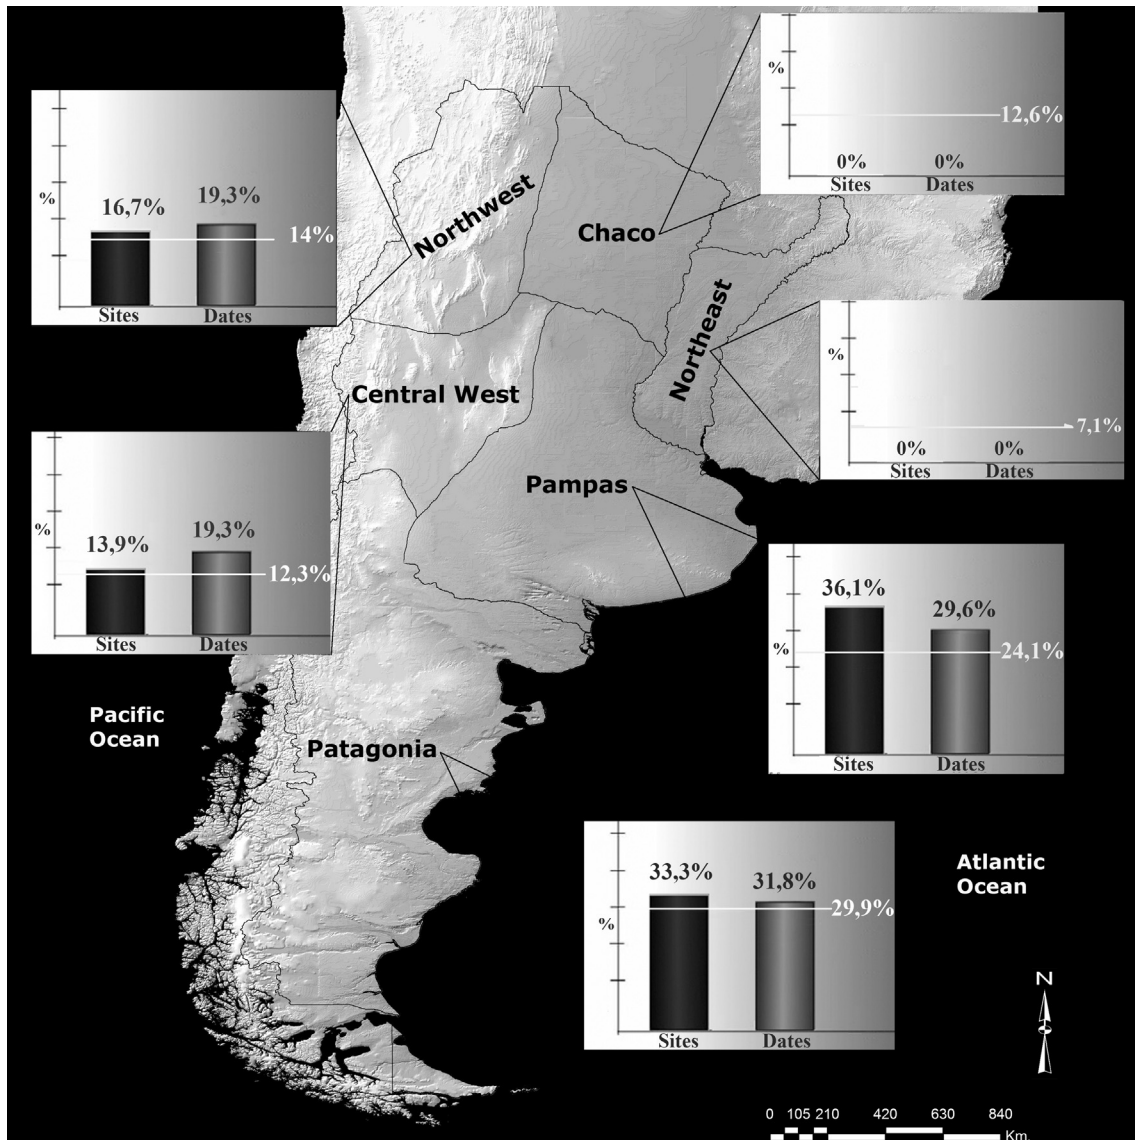 %
12,6%
0%
0%
Sites
Dates
%
16,7%
19,3%
14%
Sites
Dates
Northwest
Chaco
Northeast
%
7,1%
0%
0%
Sites
Dates
Central West
%
13,9%
19,3%
12,3%
Sites
Dates
Pampas
%
36,1%
29,6%
24,1%
Sites
Dates
Pacific
Ocean
Patagonia
%
33,3%
31,8%
29,9%
Sites
Dates
Atlantic
Ocean
N
0 105 210 420 630 840
Km.